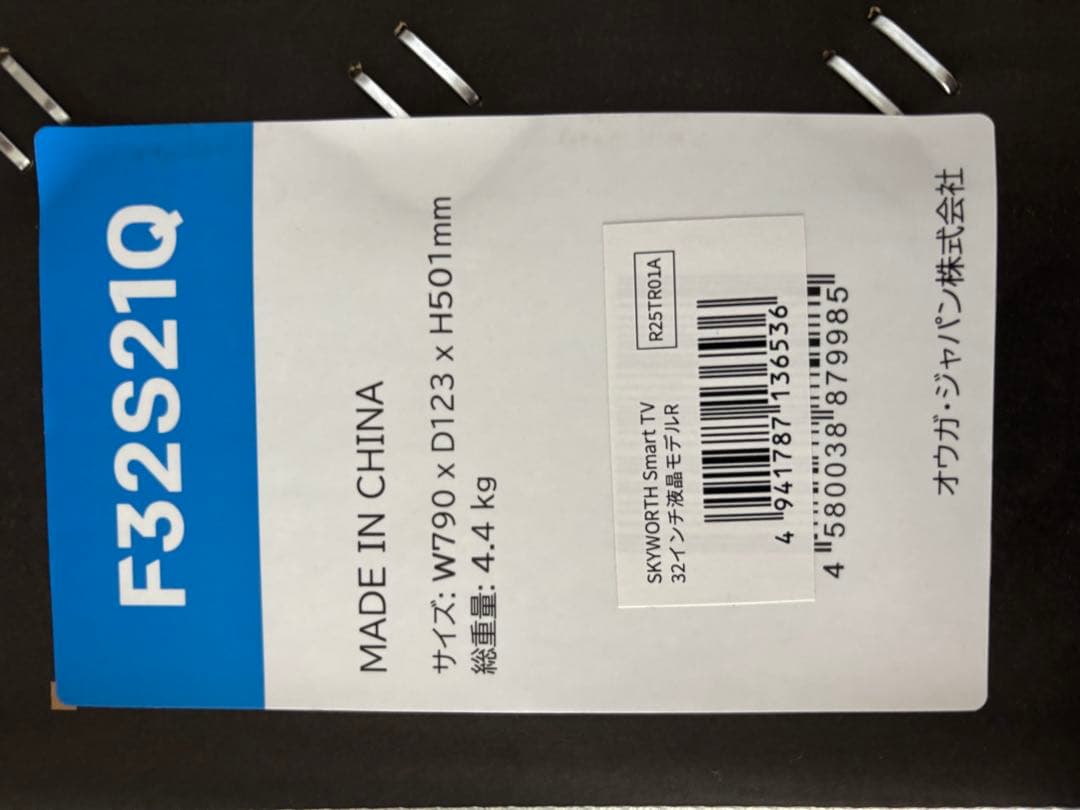 F32S21Q
MADE IN CHINA
サイズ: W790 x D123 x H501mm
総重量: 4.4 kg
R25TR01A
SKYWORTH Smart TV
32インチ液晶モデルR
4 941787 136536
4 580038 879985
オウガ・ジャパン株式会社